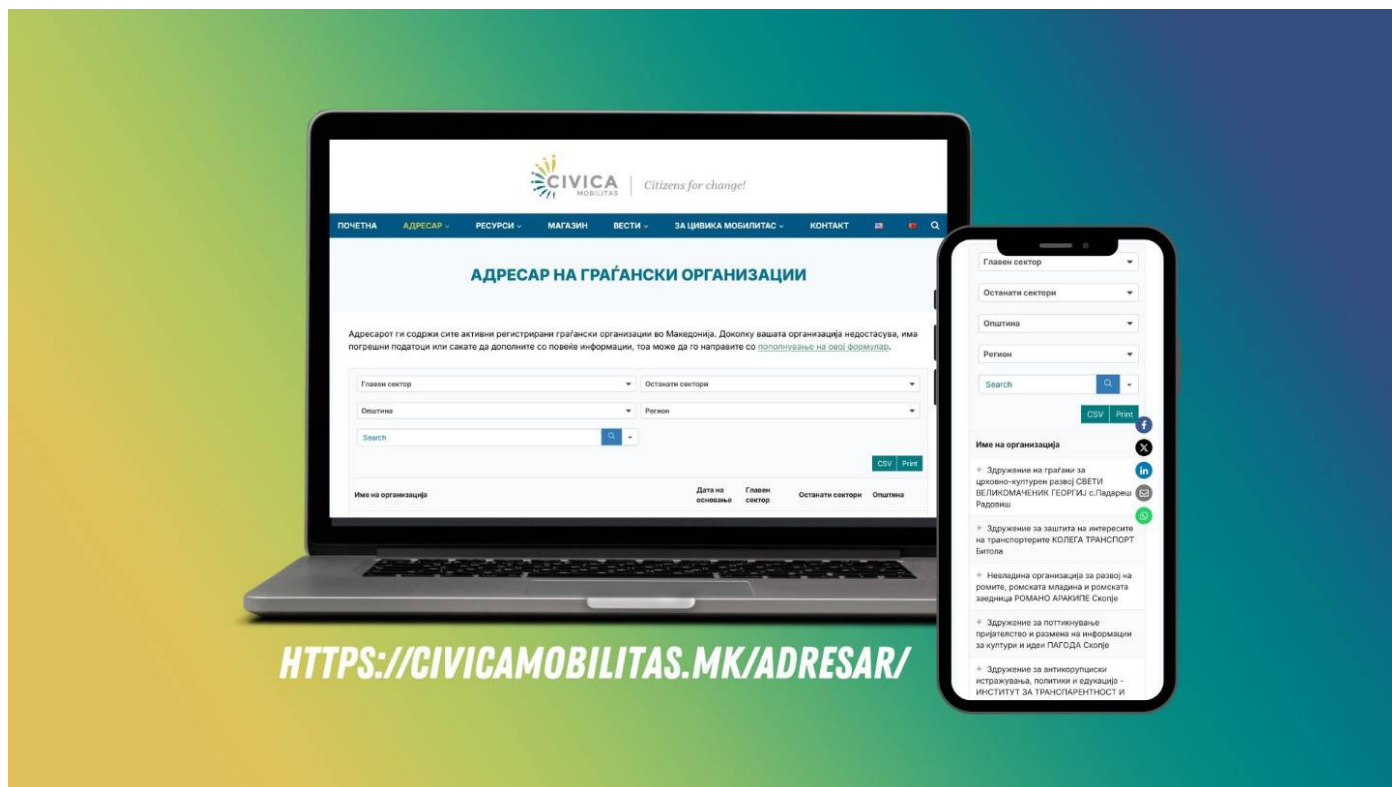 CIVICA
MOBILITAS
Citizens for change!
ПОЧЕТНА АДРЕСАР РЕСУРСИ МАГАЗИН ВЕСТИ ЗА ЦИВИКА МОБИЛИТАС КОНТАКТ
АДРЕСАР НА ГРАЃАНСКИ ОРГАНИЗАЦИИ
Адресарот ги содржи сите активни регистрирани граѓански организации во Македонија. Доколку вашата организација недостасува, има
погрешни податоци или сакате да дополните со повеќе информации, тоа може да го направите со пополнување на овој формулар.
Главен сектор Останати сектори
Општина Регион
Search
CSV Print
Име на организација Дата на основање Главен сектор Останати сектори Општина
HTTPS://CIVICAMOBILITAS.MK/ADRESAR/
Главен сектор
Останати сектори
Општина
Регион
Search
CSV Print
Име на организација
+ Здружение на граѓани за
црковно-културен развој СВЕТИ
ВЕЛИКОМАЧЕНИК ГЕОРГИЈ с.Падареш
Радовиш
+ Здружение за заштита на интересите
на транспортерите КОЛЕГА ТРАНСПОРТ
Битола
+ Невладина организација за развој на
ромите, ромската младина и ромската
заедница РОМАНО АРАКИПЕ Скопје
+ Здружение за поттикнување
пријателство и размена на информации
за култури и идеи ПАГОДА Скопје
+ Здружение за антикорупциски
истражувања, политики и едукација -
ИНСТИТУТ ЗА ТРАНСПАРЕНТНОСТ И